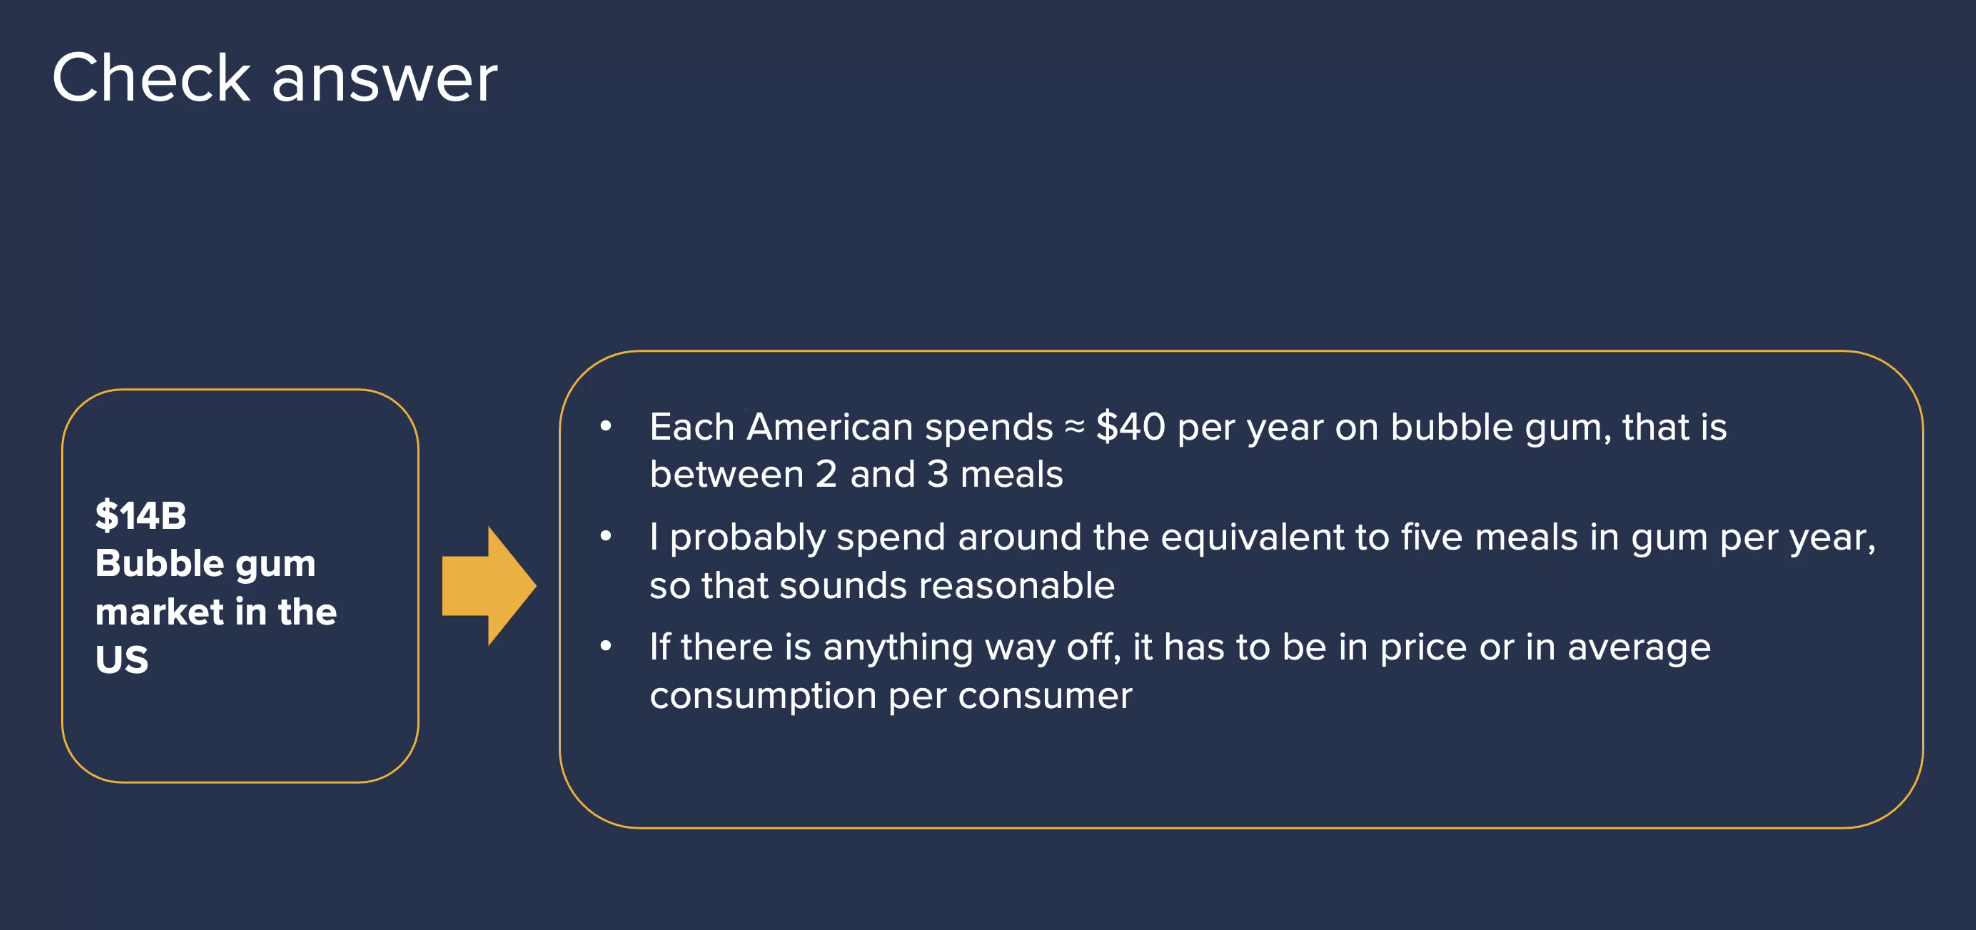 Check answer
$14B
Bubble gum
market in the
US
• Each American spends ≈ $40 per year on bubble gum, that is
between 2 and 3 meals
• I probably spend around the equivalent to five meals in gum per year,
so that sounds reasonable
• If there is anything way off, it has to be in price or in average
consumption per consumer